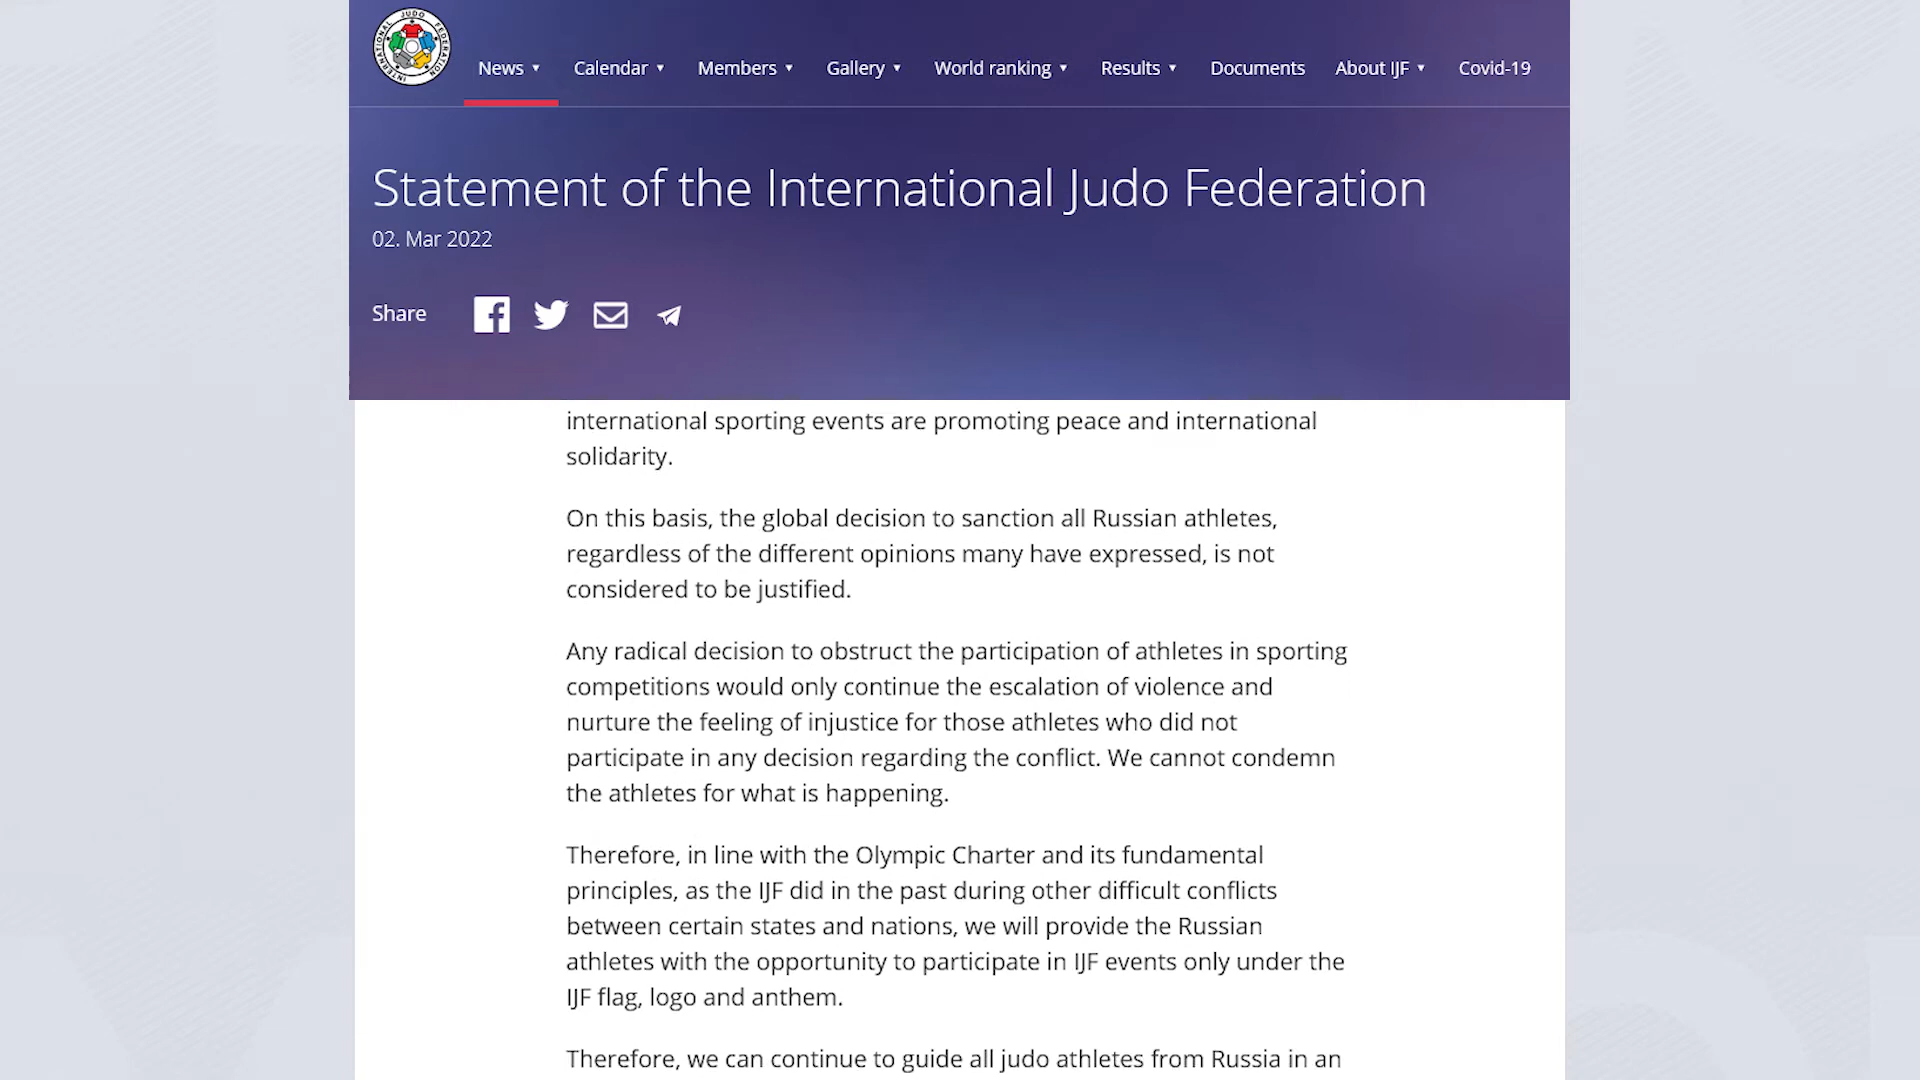 INTERNATIONAL JUDO FEDERATION
News
Calendar
Members
Gallery
World ranking
Results
Documents
About IJF
Covid-19
Statement of the International Judo Federation
02. Mar 2022
Share
international sporting events are promoting peace and international
solidarity.
On this basis, the global decision to sanction all Russian athletes,
regardless of the different opinions many have expressed, is not
considered to be justified.
Any radical decision to obstruct the participation of athletes in sporting
competitions would only continue the escalation of violence and
nurture the feeling of injustice for those athletes who did not
participate in any decision regarding the conflict. We cannot condemn
the athletes for what is happening.
Therefore, in line with the Olympic Charter and its fundamental
principles, as the IJF did in the past during other difficult conflicts
between certain states and nations, we will provide the Russian
athletes with the opportunity to participate in IJF events only under the
IJF flag, logo and anthem.
Therefore, we can continue to guide all judo athletes from Russia in an